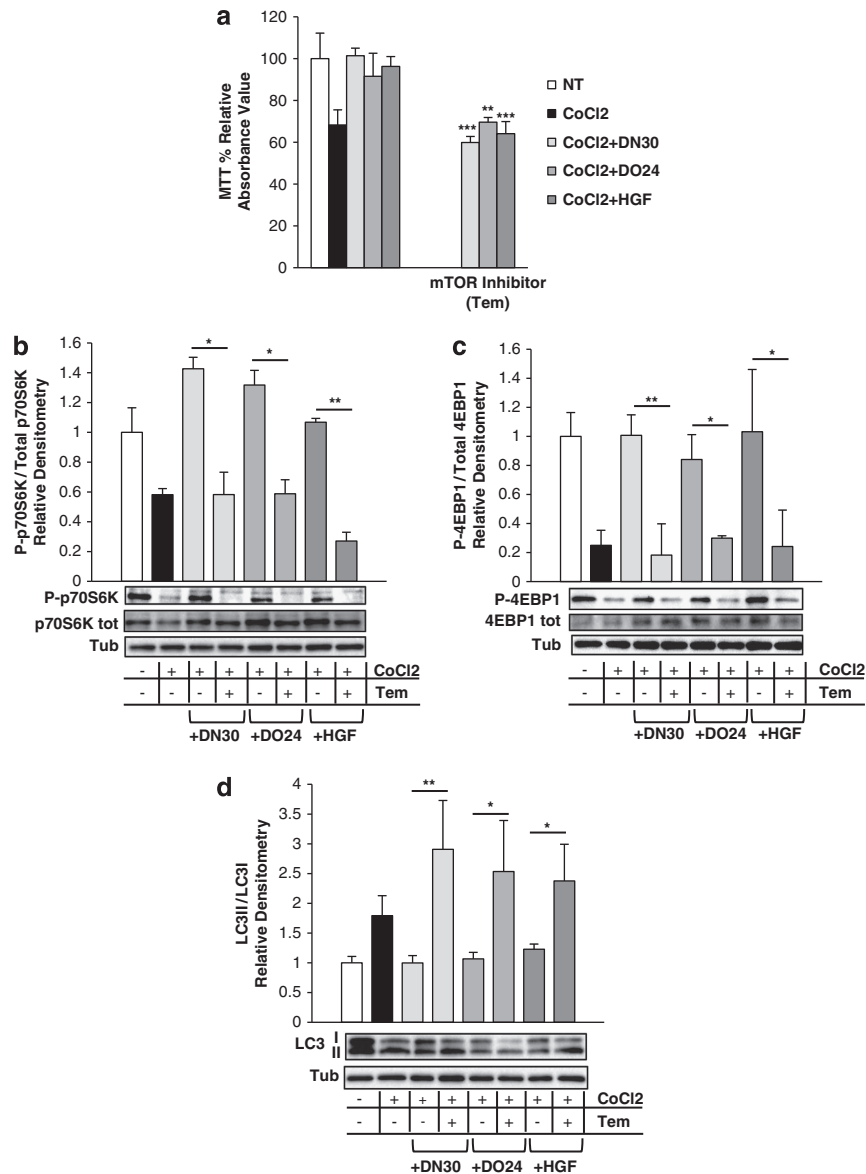 a
120
100
80
60
40
20
0
MTT % Relative
Absorbance Value
*** ** ***
mTOR Inhibitor
(Tem)
NT
CoCl2
CoCl2+DN30
CoCl2+DO24
CoCl2+HGF
b
1.6
1.4
1.2
1
0.8
0.6
0.4
0.2
0
P-p70S6K/Total p70S6K
Relative Densitometry
* * **
P-p70S6K
p70S6K tot
Tub
- + + + + + + + CoCl2
- - - + - + - + Tem
+DN30 +DO24 +HGF
c
1.6
1.4
1.2
1
0.8
0.6
0.4
0.2
0
P-4EBP1/Total 4EBP1
Relative Densitometry
** * *
P-4EBP1
4EBP1 tot
Tub
- + + + + + + + CoCl2
- - - + - + - + Tem
+DN30 +DO24 +HGF
d
4
3.5
3
2.5
2
1.5
1
0.5
0
LC3II/LC3I
Relative Densitometry
** * *
LC3 I
II
Tub
- + + + + + + + CoCl2
- - - + - + - + Tem
+DN30 +DO24 +HGF